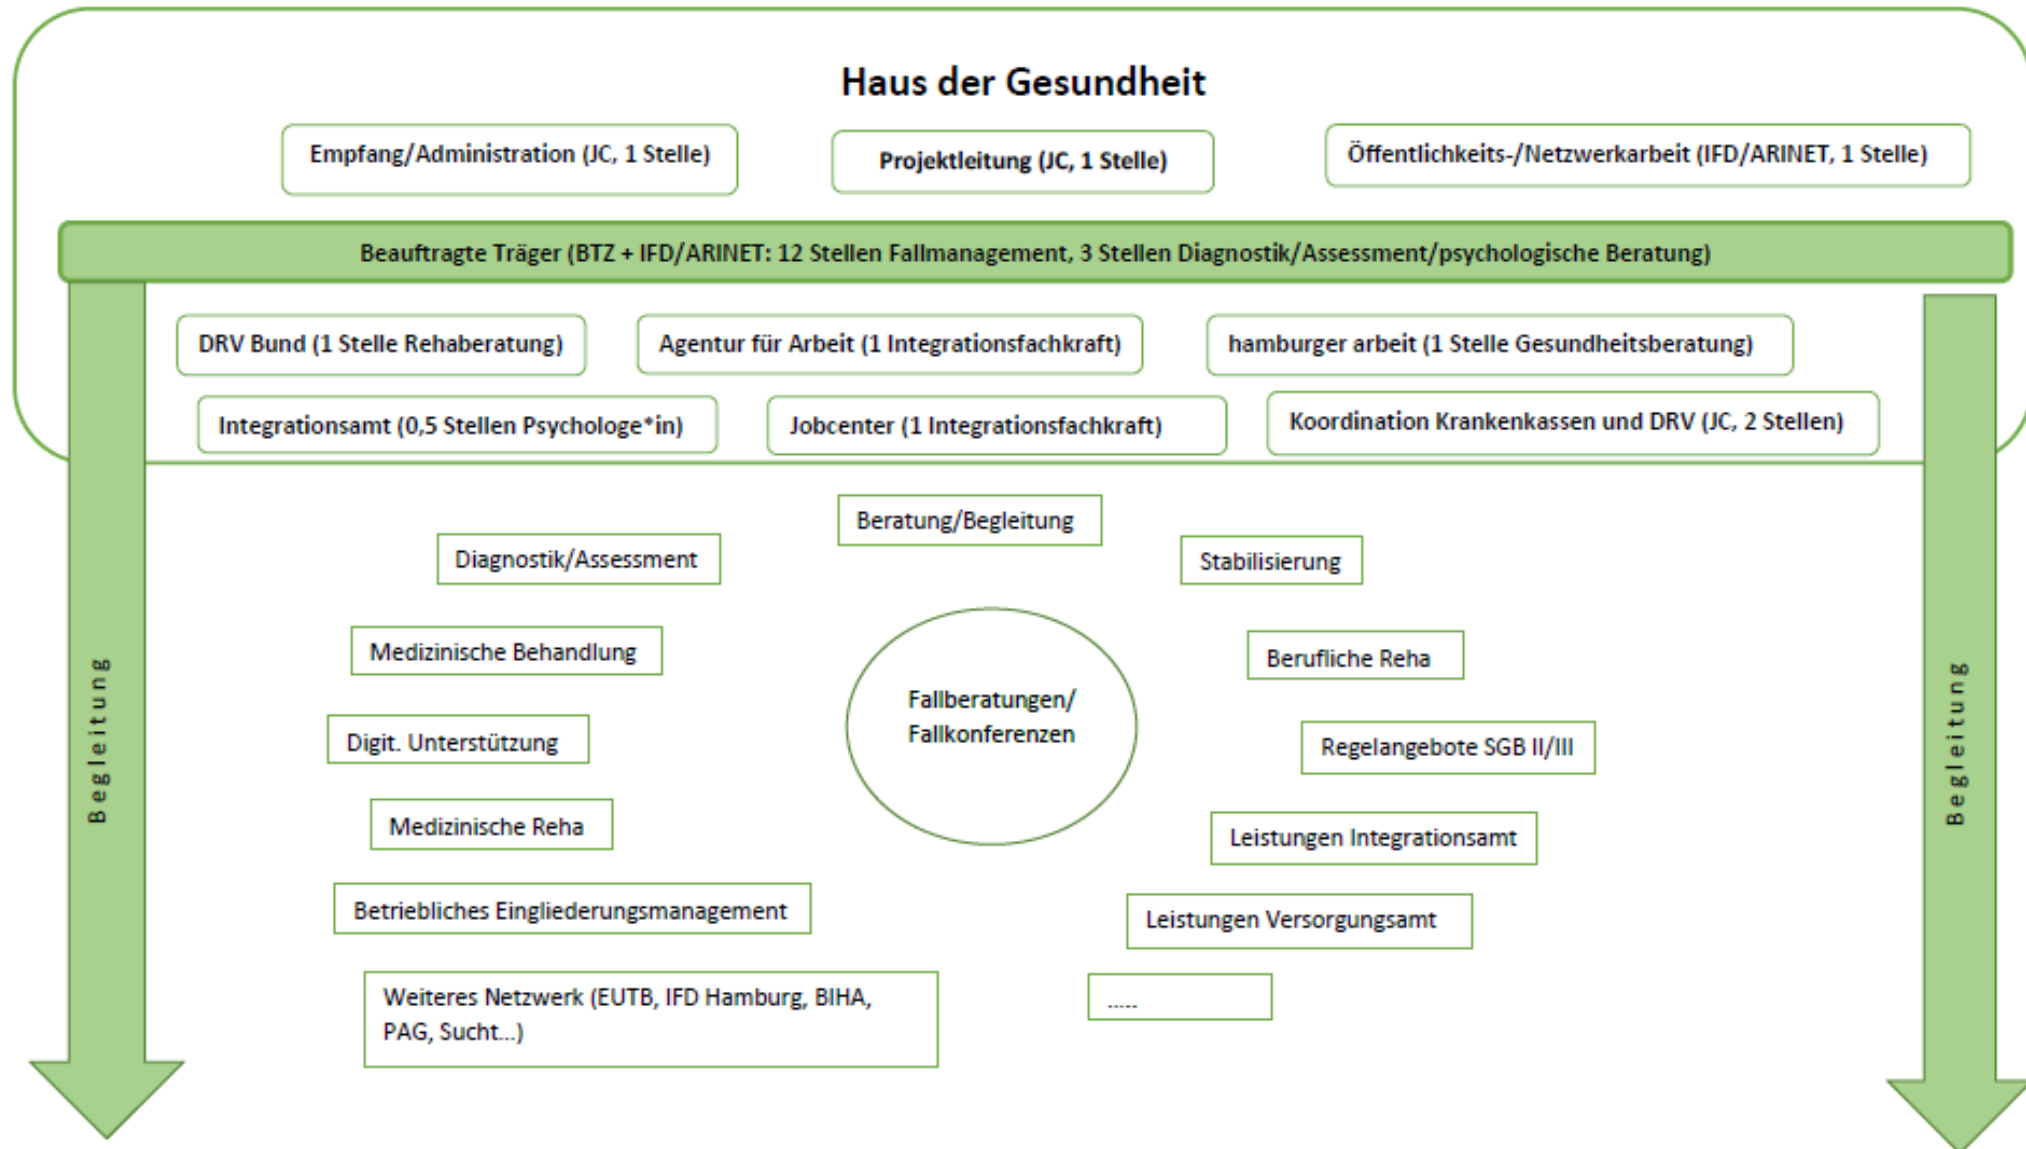 Haus der Gesundheit
Empfang/Administration (JC, 1 Stelle)
Projektleitung (JC, 1 Stelle)
Öffentlichkeits-/Netzwerkarbeit (IFD/ARINET, 1 Stelle)
Beauftragte Träger (BTZ + IFD/ARINET: 12 Stellen Fallmanagement, 3 Stellen Diagnostik/Assessment/psychologische Beratung)
DRV Bund (1 Stelle Rehaberatung)
Agentur für Arbeit (1 Integrationsfachkraft)
hamburger arbeit (1 Stelle Gesundheitsberatung)
Integrationsamt (0,5 Stellen Psychologe*in)
Jobcenter (1 Integrationsfachkraft)
Koordination Krankenkassen und DRV (JC, 2 Stellen)
Beratung/Begleitung
Diagnostik/Assessment
Stabilisierung
Medizinische Behandlung
Berufliche Reha
Fallberatungen/
Fallkonferenzen
Digit. Unterstützung
Regelangebote SGB II/III
Medizinische Reha
Leistungen Integrationsamt
Betriebliches Eingliederungsmanagement
Leistungen Versorgungsamt
Weiteres Netzwerk (EUTB, IFD Hamburg, BIHA,
PAG, Sucht...)
.....
Begleitung
Begleitung